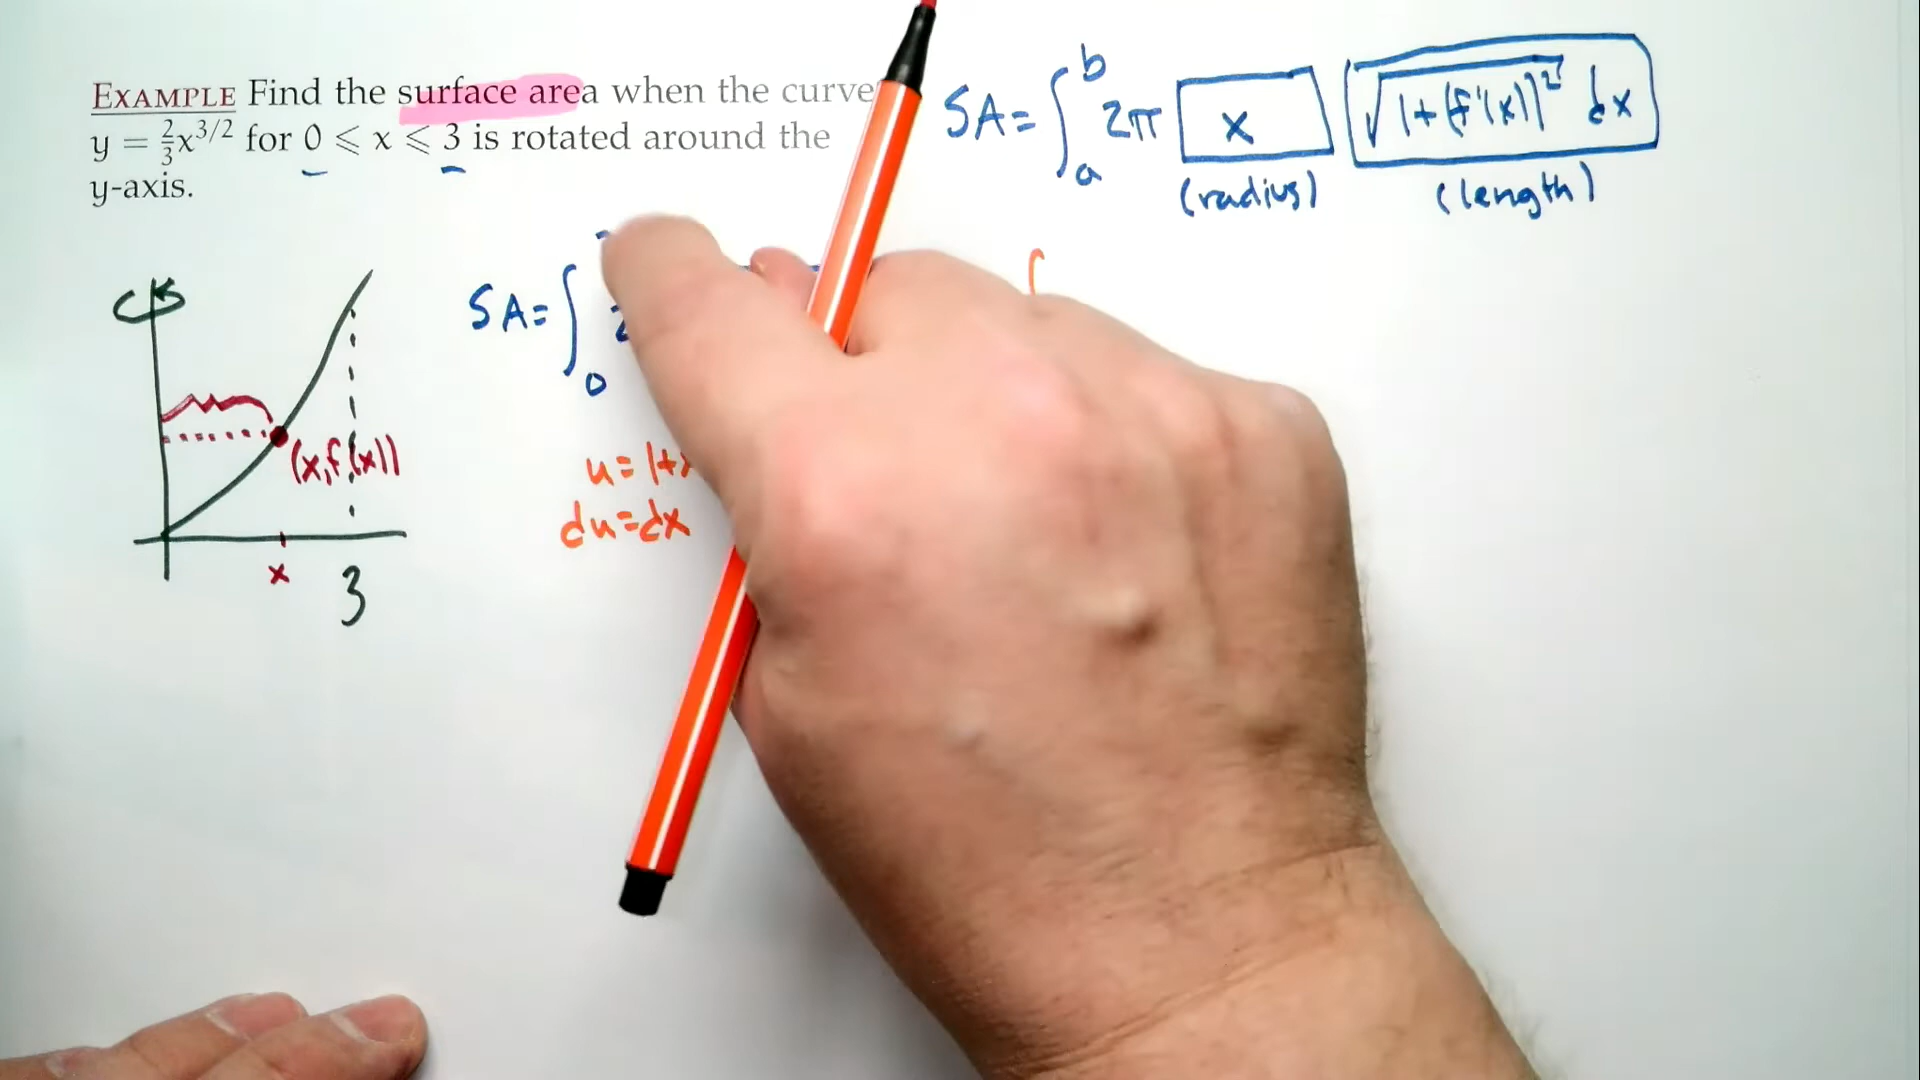 EXAMPLE Find the surface area when the curve
y = 2/3 x^{3/2} for 0 ⩽ x ⩽ 3 is rotated around the
y-axis.
SA = ∫_a^b 2π x √(1+(f'(x))²) dx
(radius) (length)
SA = ∫_0
(x, f(x))
u = 1+x
du = dx
x
3